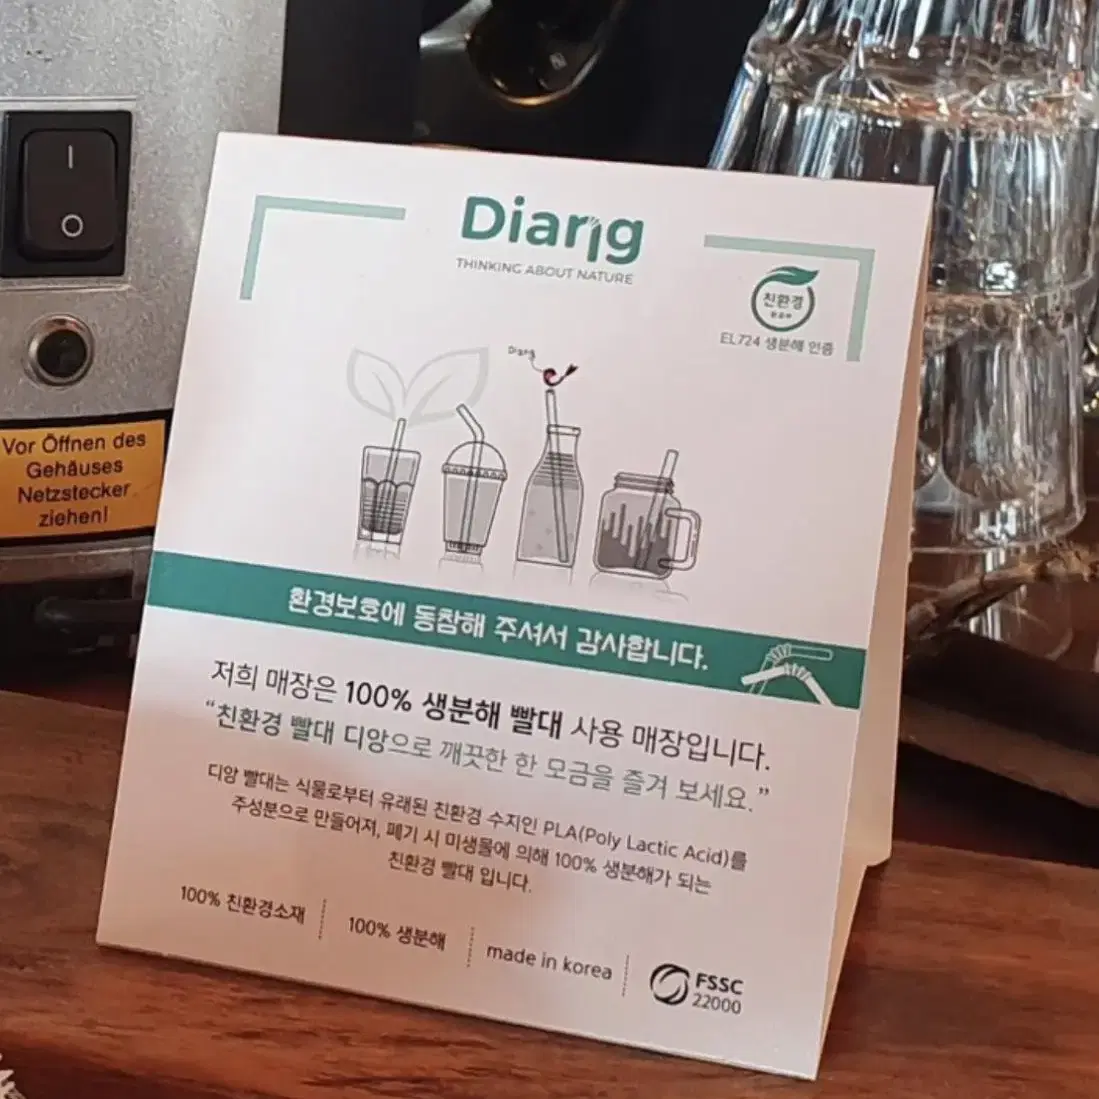 Diang
THINKING ABOUT NATURE
친환경
EL724 생분해 인증
Diang
환경보호에 동참해 주셔서 감사합니다.
저희 매장은 100% 생분해 빨대 사용 매장입니다.
“친환경 빨대 디앙으로 깨끗한 한 모금을 즐겨 보세요.”
디앙 빨대는 식물로부터 유래된 친환경 수지인 PLA(Poly Lactic Acid)를
주성분으로 만들어져, 폐기 시 미생물에 의해 100% 생분해가 되는
친환경 빨대 입니다.
100% 친환경소재
100% 생분해
made in korea
FSSC
22000
Vor Öffnen des
Gehäuses
Netzstecker
ziehen!